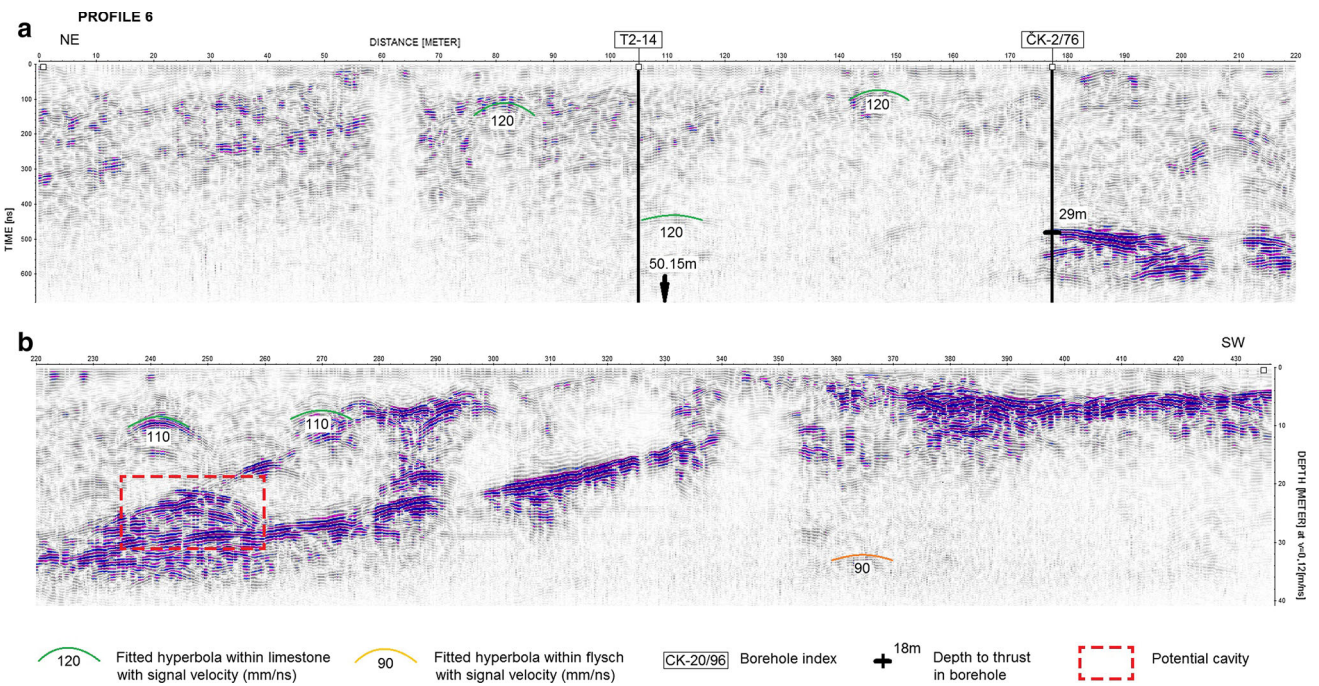 PROFILE 6
a
NE
DISTANCE [METER]
T2-14
ČK-2/76
0 10 20 30 40 50 60 70 80 90 110 120 130 140 150 160 170 180 190 200 210 220
0
100
200
300
400
500
600
TIME [ns]
120
120
120
50.15m
29m
b
SW
220 230 240 250 260 270 280 290 300 310 320 330 340 350 360 370 380 390 400 410 420 430
0
10
20
30
40
DEPTH [METER] at v=0.12[m/ns]
110
110
90
120
Fitted hyperbola within limestone
with signal velocity (mm/ns)
90
Fitted hyperbola within flysch
with signal velocity (mm/ns)
CK-20/96
Borehole index
18m
Depth to thrust
in borehole
Potential cavity